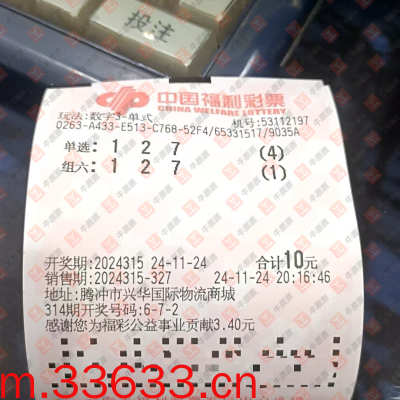 投注
中国福利彩票
CHINA WELFARE LOTTERY
玩法:数字3-单式 机号:53112197
0263-A433-E513-C768-52F4/65331517/9035A
单选: 1 2 7 (4)
组六: 1 2 7 (1)
开奖期:2024315 24-11-24 合计10元
销售期:2024315-327 24-11-24 20:16:46
地址:腾冲市兴华国际物流商城
314期开奖号码:6-7-2
感谢您为福彩公益事业贡献3.40元
m.33633.cn